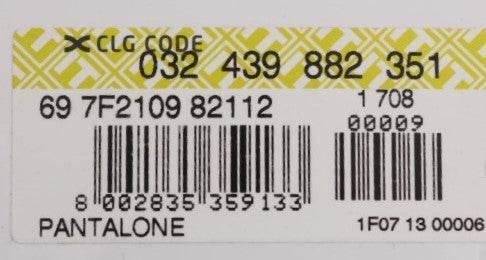 CLG CODE
032 439 882 351
69 7F2109 82112
1 708
00009
8 002835 359133
PANTALONE
1F07 13 00006